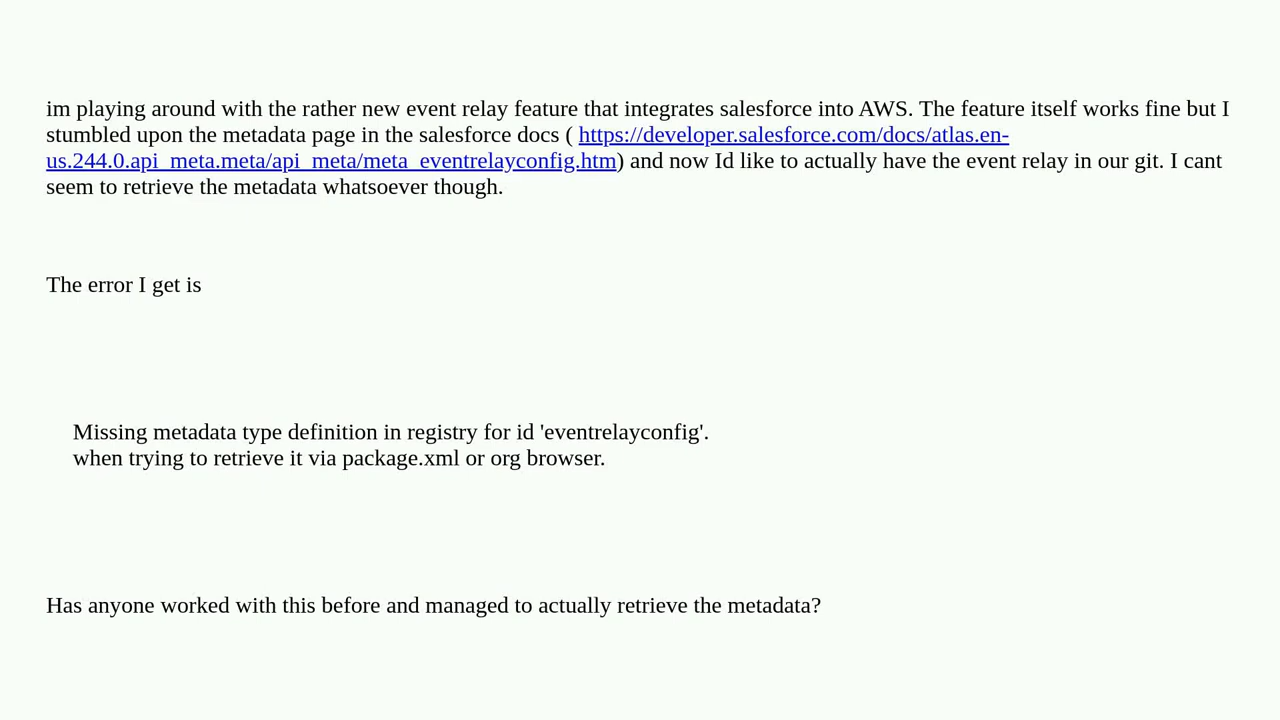 im playing around with the rather new event relay feature that integrates salesforce into AWS. The feature itself works fine but I
stumbled upon the metadata page in the salesforce docs ( https://developer.salesforce.com/docs/atlas.en-
us.244.0.api_meta.meta/api_meta/meta_eventrelayconfig.htm) and now Id like to actually have the event relay in our git. I cant
seem to retrieve the metadata whatsoever though.
The error I get is
Missing metadata type definition in registry for id 'eventrelayconfig'.
when trying to retrieve it via package.xml or org browser.
Has anyone worked with this before and managed to actually retrieve the metadata?